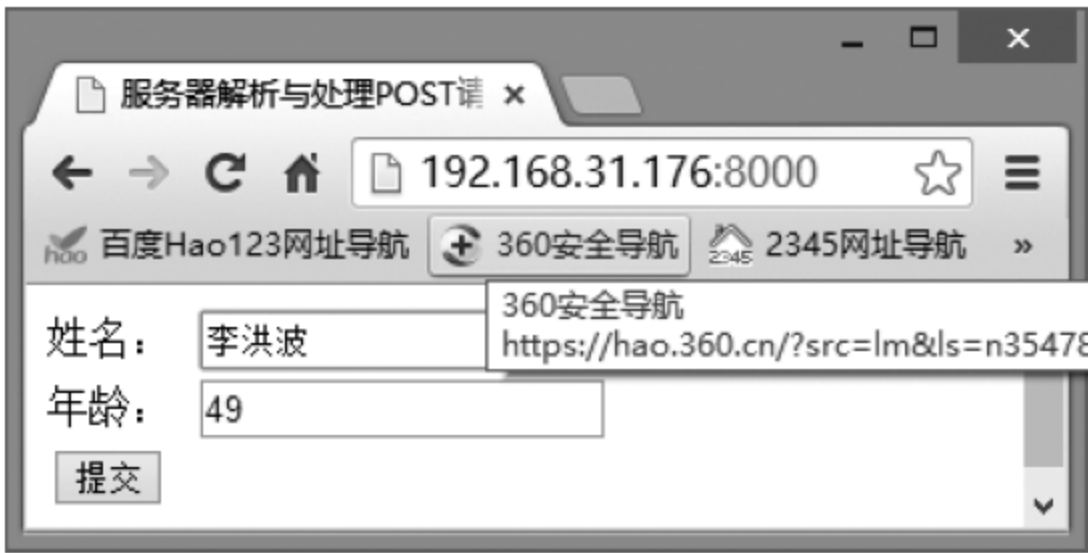 服务器解析与处理POST请
192.168.31.176:8000
hao 百度Hao123网址导航 360安全导航 2345 2345网址导航 »
360安全导航
https://hao.360.cn/?src=lm&ls=n35478
姓名： 李洪波
年龄： 49
提交